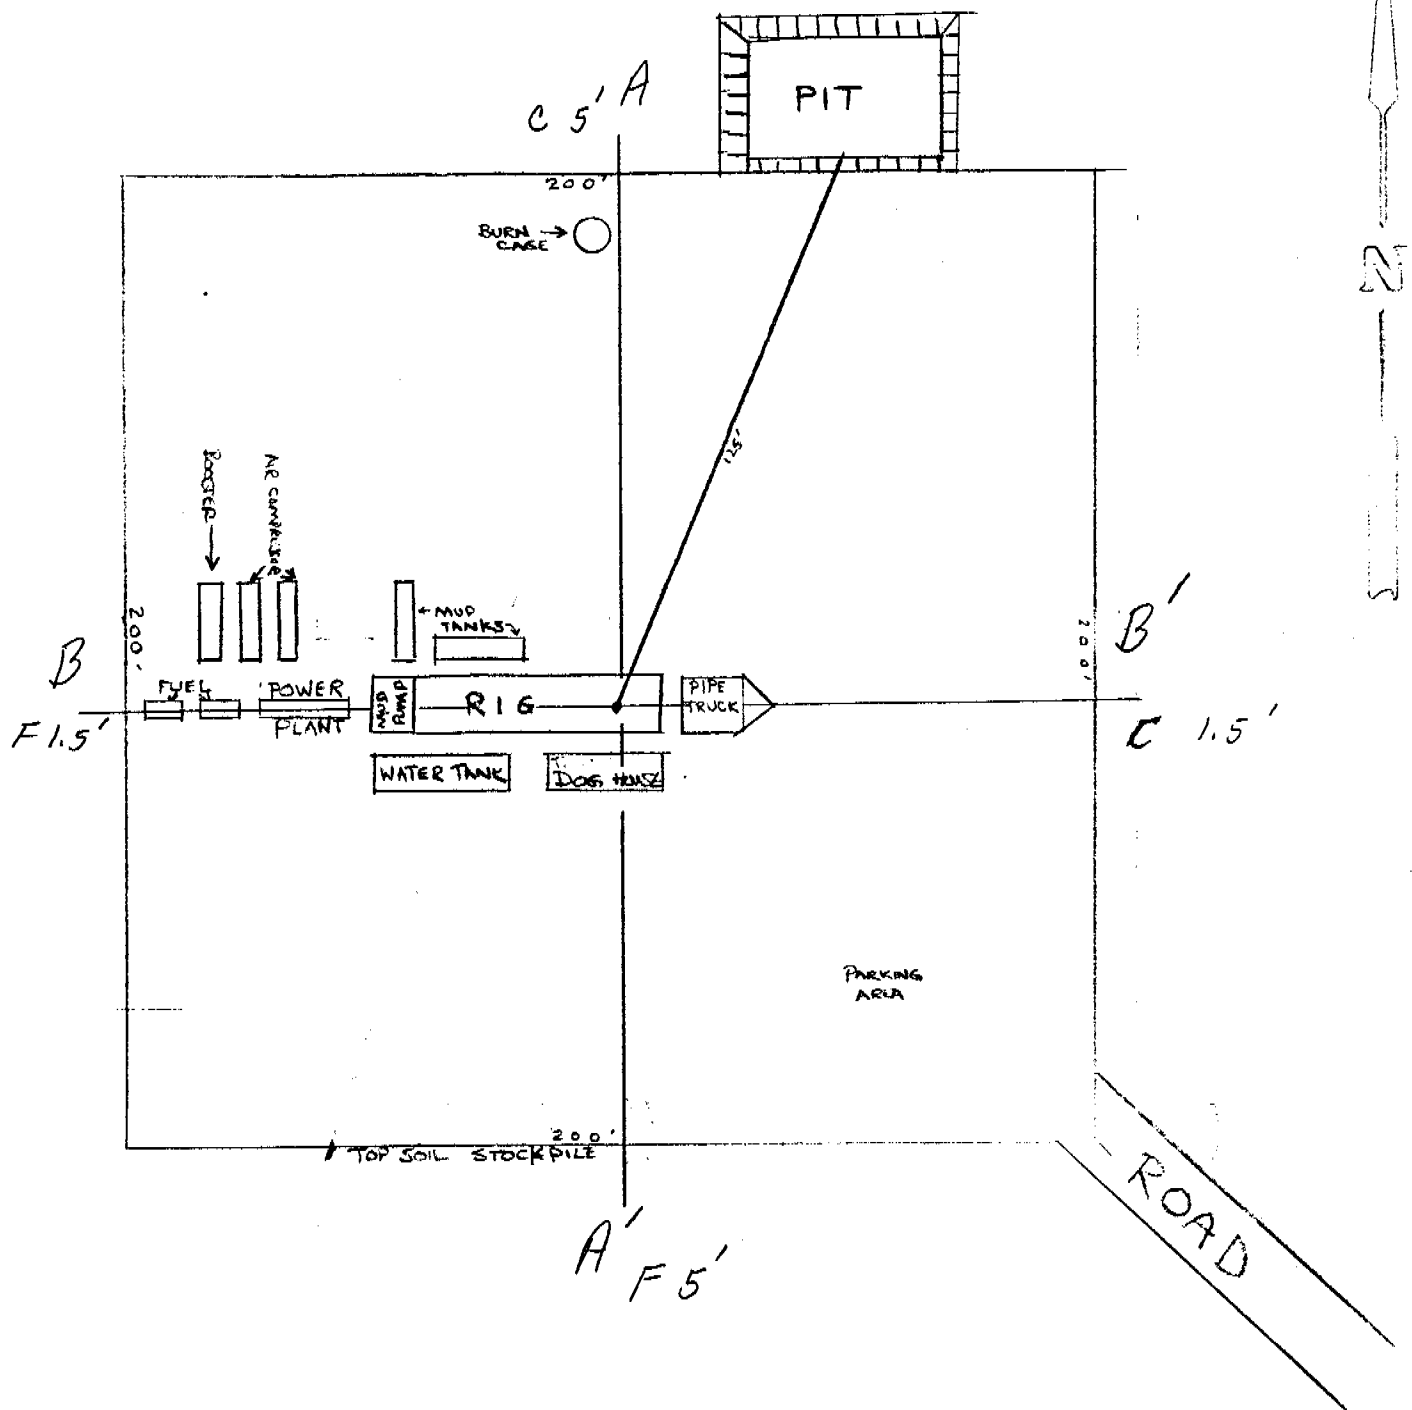 PIT
C 5' A
200'
BURN
CAGE
N
125'
BOOSTER
AIR COMPRESSOR
MUD
TANKS
200'
B
F 1.5'
FUEL
POWER
PLANT
MUD
PUMP
RIG
PIPE
TRUCK
200'
B'
C 1.5'
WATER TANK
DOG HOUSE
PARKING
AREA
200'
TOP SOIL STOCKPILE
A'
F 5'
ROAD